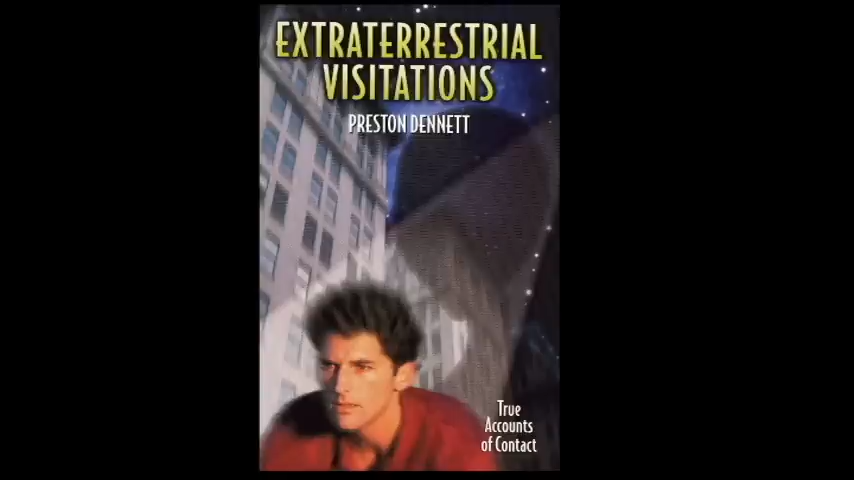 EXTRATERRESTRIAL
VISITATIONS
PRESTON DENNETT
True
Accounts
of Contact